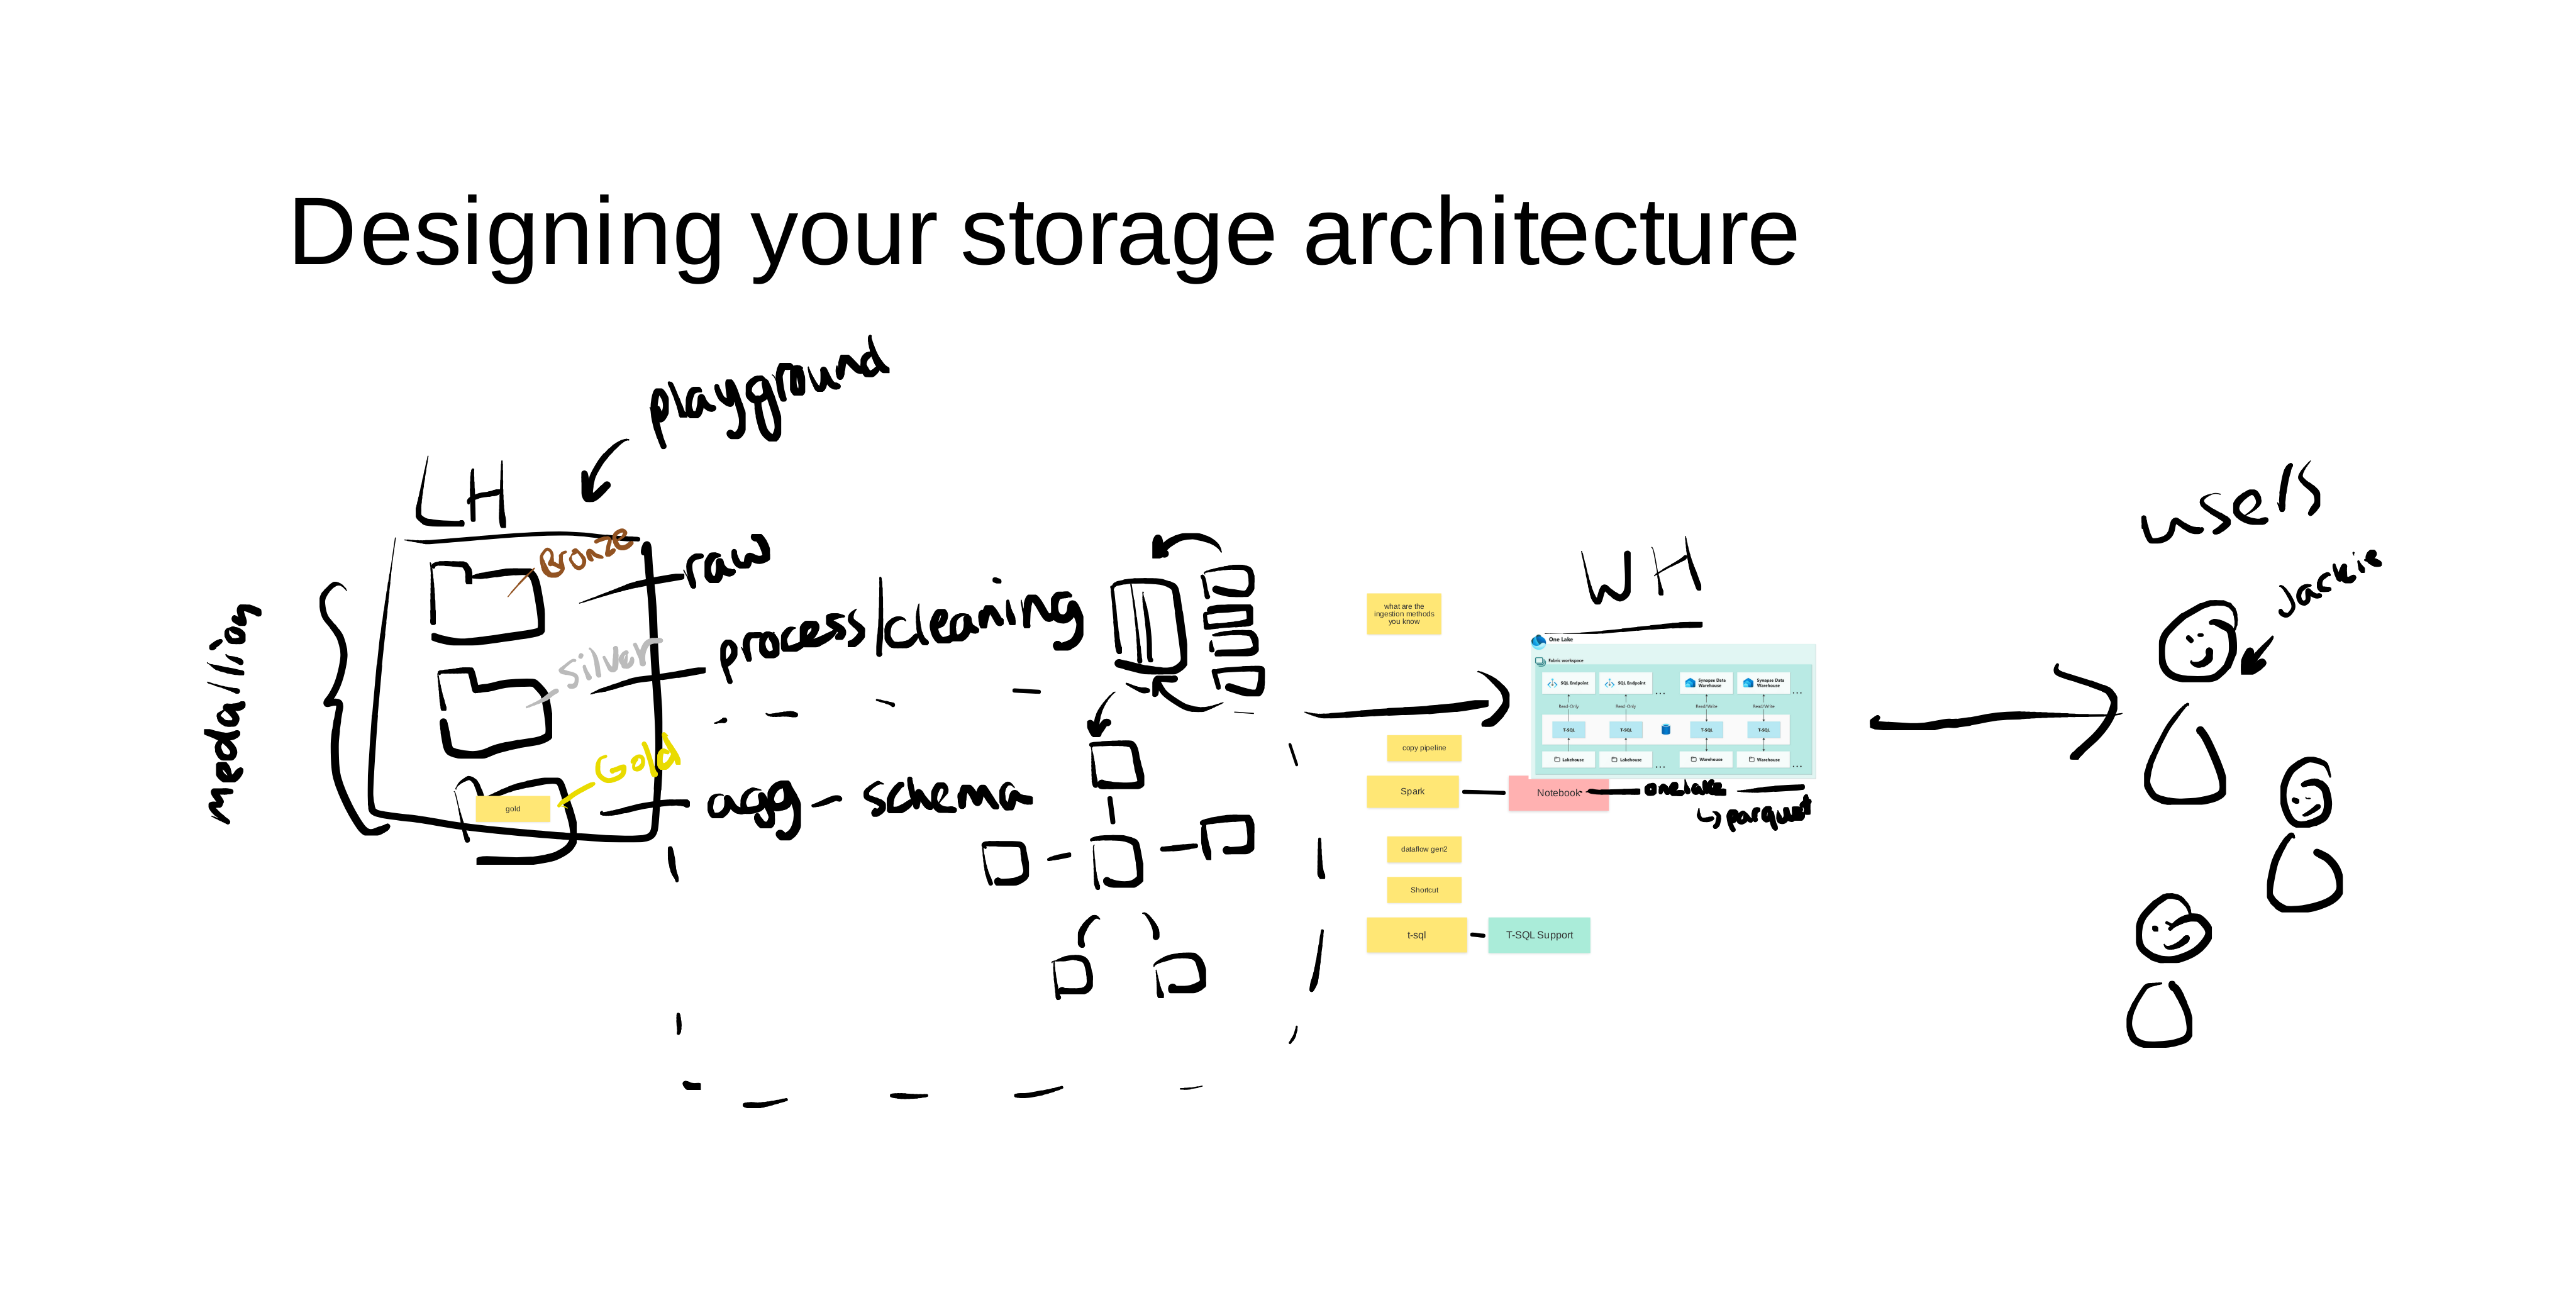 Designing your storage architecture
playground
LH
Bronze
raw
medallion
process/cleaning
Silver
Gold
gold
agg - schema
what are the
ingestion methods
you know
copy pipeline
Spark
Notebook
onelake
↳ parquet
dataflow gen2
Shortcut
t-sql
T-SQL Support
WH
One Lake
Fabric workspace
SQL Endpoint
SQL Endpoint
...
Synapse Data
Warehouse
Synapse Data
Warehouse
...
Read-Only
Read-Only
Read/Write
Read/Write
T-SQL
T-SQL
T-SQL
T-SQL
Lakehouse
Lakehouse
...
Warehouse
Warehouse
...
users
Jackie